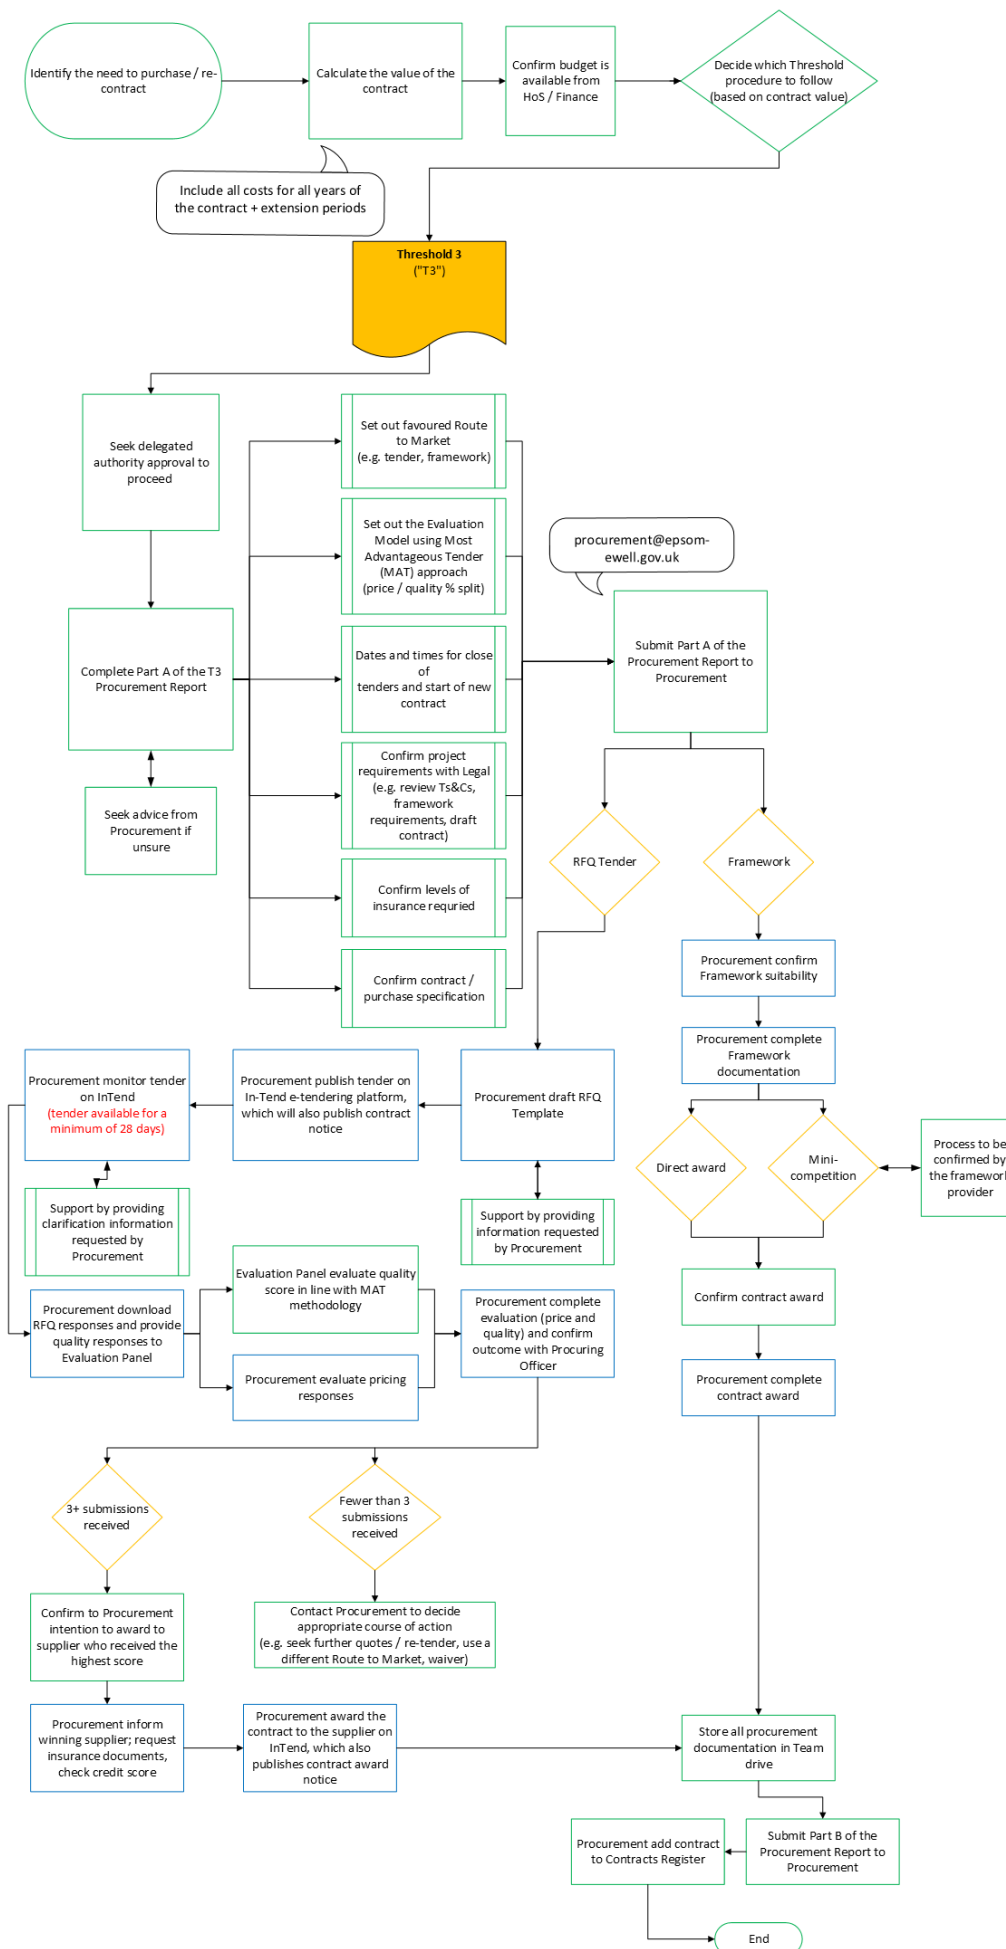 Identify the need to purchase / re-
contract
Calculate the value of the
contract
Confirm budget is
available from
HoS / Finance
Decide which Threshold
procedure to follow
(based on contract value)
Include all costs for all years of
the contract + extension periods
Threshold 3
("T3")
Seek delegated
authority approval to
proceed
Set out favoured Route
to Market
(e.g. tender, framework)
Set out the Evaluation
Model using Most
Advantageous Tender
(MAT) approach
(price / quality % split)
procurement@epsom-
ewell.gov.uk
Complete Part A of the T3
Procurement Report
Dates and times for close
of
tenders and start of new
contract
Submit Part A of the
Procurement Report to
Procurement
Seek advice from
Procurement if
unsure
Confirm project
requirements with Legal
(e.g. review Ts&Cs,
framework
requirements, draft
contract)
Confirm levels of
insurance requried
Confirm contract /
purchase specification
RFQ Tender
Framework
Procurement confirm
Framework suitability
Procurement complete
Framework
documentation
Procurement monitor tender
on InTend
(tender available for a
minimum of 28 days)
Procurement publish tender on
In-Tend e-tendering platform,
which will also publish contract
notice
Procurement draft RFQ
Template
Direct award
Mini-
competition
Process to be
confirmed by
the framework
provider
Support by providing
clarification information
requested by
Procurement
Support by providing
information requested
by Procurement
Procurement download
RFQ responses and provide
quality responses to
Evaluation Panel
Evaluation Panel evaluate quality
score in line with MAT
methodology
Procurement evaluate pricing
responses
Procurement complete
evaluation (price and
quality) and confirm
outcome with Procuring
Officer
Confirm contract award
Procurement complete
contract award
3+ submissions
received
Fewer than 3
submissions
received
Confirm to Procurement
intention to award to
supplier who received the
highest score
Contact Procurement to decide
appropriate course of action
(e.g. seek further quotes / re-tender, use a
different Route to Market, waiver)
Procurement inform
winning supplier; request
insurance documents,
check credit score
Procurement award the
contract to the supplier on
InTend, which also
publishes contract award
notice
Store all procurement
documentation in Team
drive
Procurement add contract
to Contracts Register
Submit Part B of the
Procurement Report to
Procurement
End